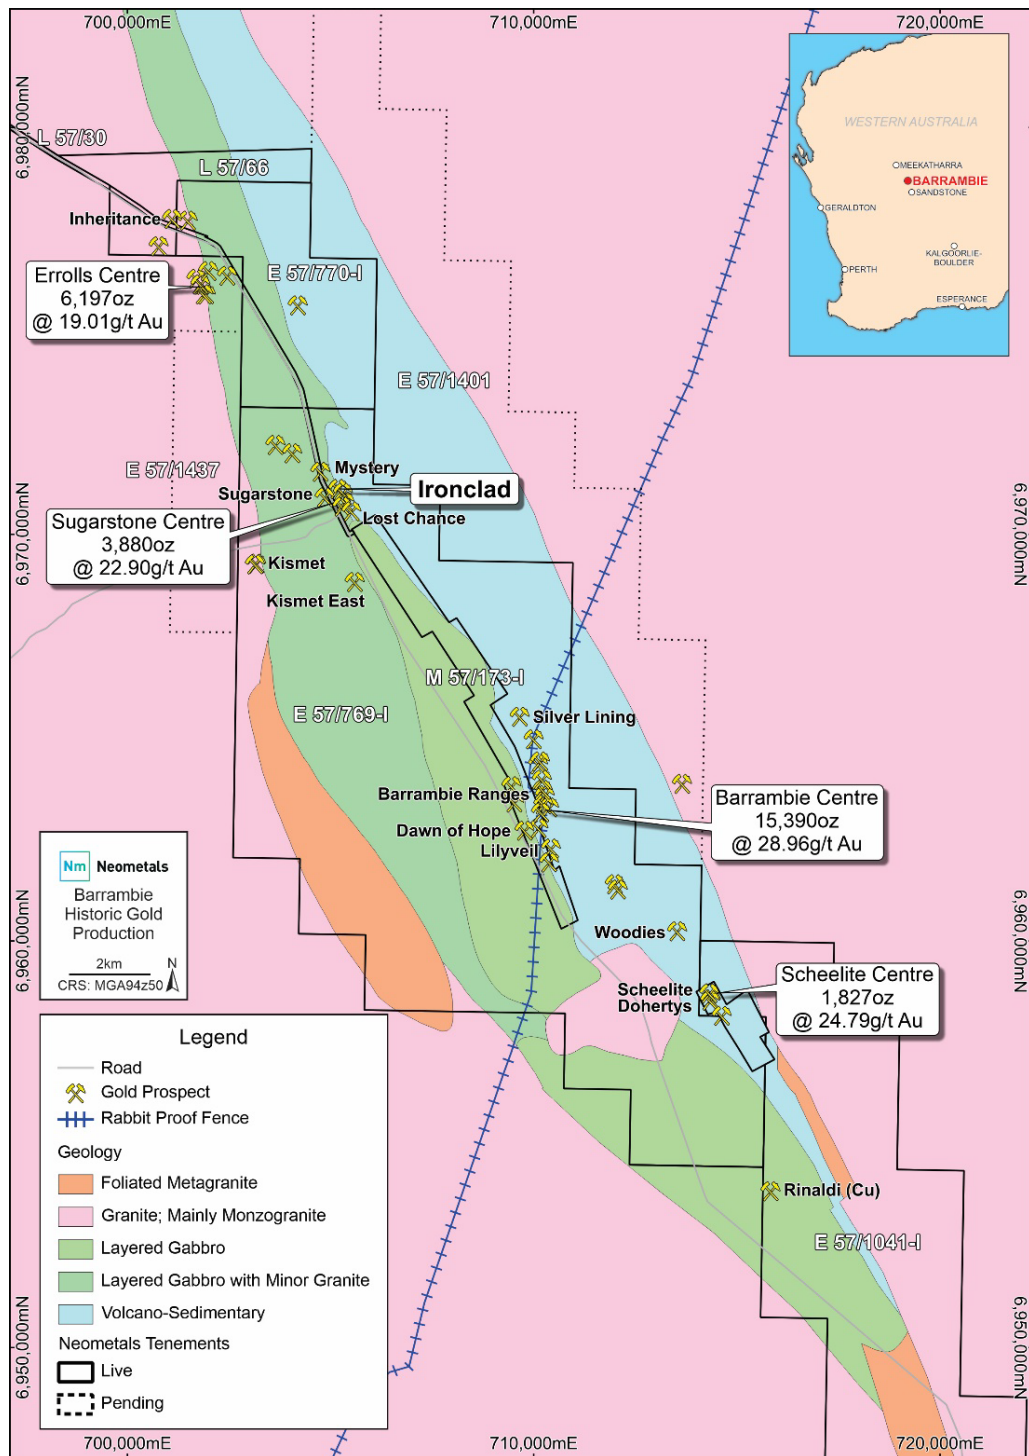 700,000mE
710,000mE
720,000mE
6,980,000mN
L 57/30
L 57/66
Inheritance
Errolls Centre
6,197oz
@ 19.01g/t Au
E 57/770-I
E 57/1401
E 57/1437
WESTERN AUSTRALIA
MEEKATHARRA
BARRAMBIE
SANDSTONE
GERALDTON
KALGOORLIE-
BOULDER
PERTH
ESPERANCE
Mystery
Ironclad
Sugarstone
Lost Chance
Sugarstone Centre
3,880oz
@ 22.90g/t Au
6,970,000mN
6,970,000mN
Kismet
Kismet East
M 57/173-I
E 57/769-I
Silver Lining
Barrambie Ranges
Dawn of Hope
Lilyveil
Barrambie Centre
15,390oz
@ 28.96g/t Au
Woodies
6,960,000mN
6,960,000mN
Scheelite
Dohertys
Scheelite Centre
1,827oz
@ 24.79g/t Au
Rinaldi (Cu)
E 57/1041-I
6,950,000mN
6,950,000mN
Nm Neometals
Barrambie
Historic Gold
Production
2km
N
CRS: MGA94z50
Legend
Road
Gold Prospect
Rabbit Proof Fence
Geology
Foliated Metagranite
Granite; Mainly Monzogranite
Layered Gabbro
Layered Gabbro with Minor Granite
Volcano-Sedimentary
Neometals Tenements
Live
Pending
700,000mE
710,000mE
720,000mE